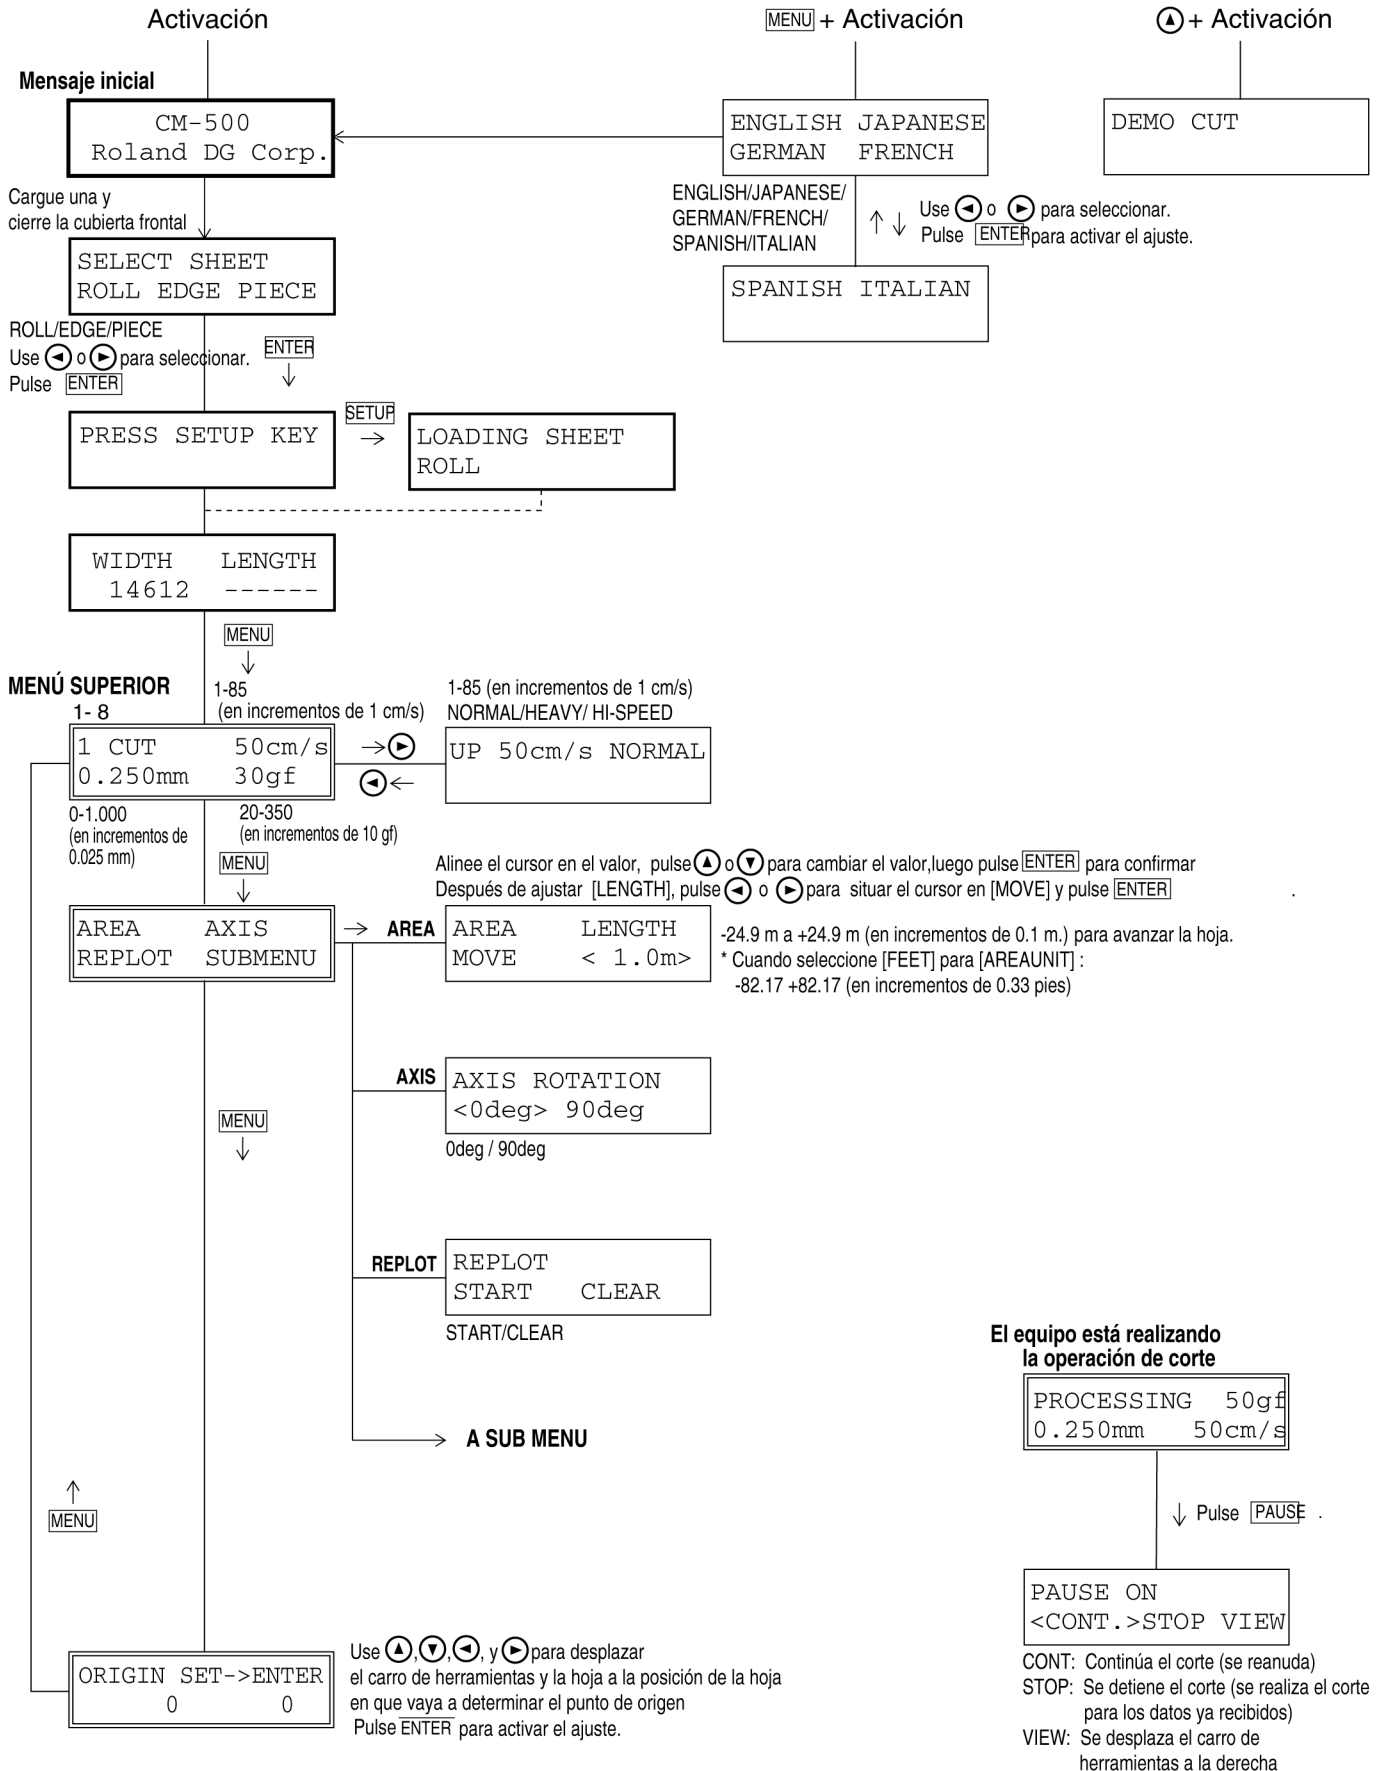 Activación
MENU + Activación
+ Activación
Mensaje inicial
CM-500
Roland DG Corp.
ENGLISH JAPANESE
GERMAN FRENCH
DEMO CUT
Cargue una y
cierre la cubierta frontal
ENGLISH/JAPANESE/
GERMAN/FRENCH/
SPANISH/ITALIAN
Use o para seleccionar.
Pulse ENTER para activar el ajuste.
SELECT SHEET
ROLL EDGE PIECE
SPANISH ITALIAN
ROLL/EDGE/PIECE
Use o para seleccionar.
Pulse ENTER
ENTER
PRESS SETUP KEY
SETUP
LOADING SHEET
ROLL
WIDTH LENGTH
14612 ------
MENU
MENÚ SUPERIOR
1- 8
1-85
(en incrementos de 1 cm/s)
1-85 (en incrementos de 1 cm/s)
NORMAL/HEAVY/ HI-SPEED
1 CUT 50cm/s
0.250mm 30gf
UP 50cm/s NORMAL
0-1.000
(en incrementos de
0.025 mm)
20-350
(en incrementos de 10 gf)
MENU
Alinee el cursor en el valor, pulse o para cambiar el valor,luego pulse ENTER para confirmar
Después de ajustar [LENGTH], pulse o para situar el cursor en [MOVE] y pulse ENTER .
AREA AXIS
REPLOT SUBMENU
AREA
AREA LENGTH
MOVE < 1.0m>
-24.9 m a +24.9 m (en incrementos de 0.1 m.) para avanzar la hoja.
* Cuando seleccione [FEET] para [AREAUNIT] :
-82.17 +82.17 (en incrementos de 0.33 pies)
AXIS
AXIS ROTATION
<0deg> 90deg
0deg / 90deg
MENU
REPLOT
REPLOT
START CLEAR
START/CLEAR
A SUB MENU
El equipo está realizando
la operación de corte
PROCESSING 50gf
0.250mm 50cm/s
MENU
Pulse PAUSE .
PAUSE ON
<CONT.>STOP VIEW
CONT: Continúa el corte (se reanuda)
STOP: Se detiene el corte (se realiza el corte
para los datos ya recibidos)
VIEW: Se desplaza el carro de
herramientas a la derecha
ORIGIN SET->ENTER
0 0
Use , , , y para desplazar
el carro de herramientas y la hoja a la posición de la hoja
en que vaya a determinar el punto de origen
Pulse ENTER para activar el ajuste.